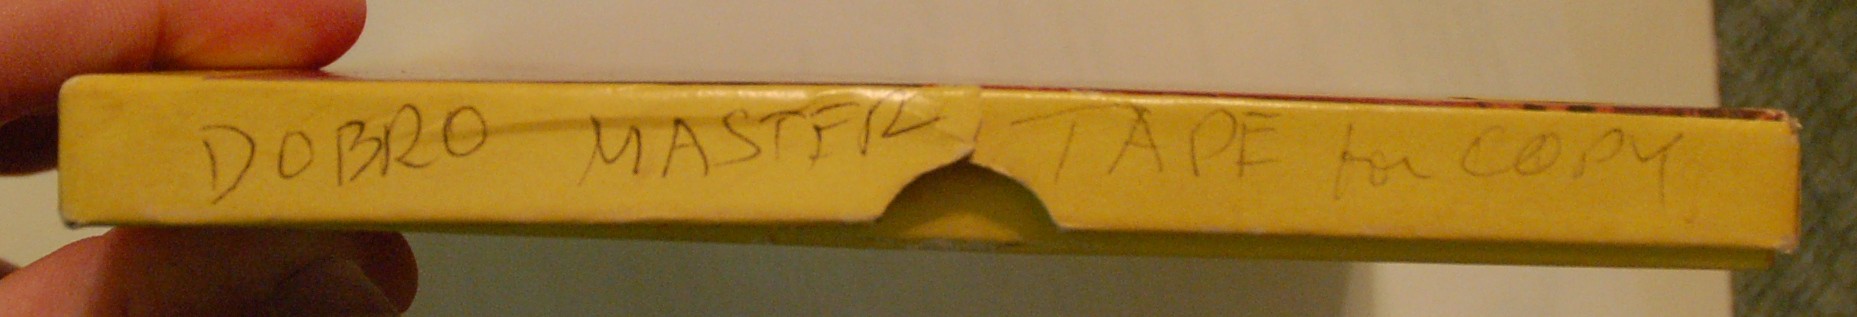 DOBRO MASTER TAPE for COPY